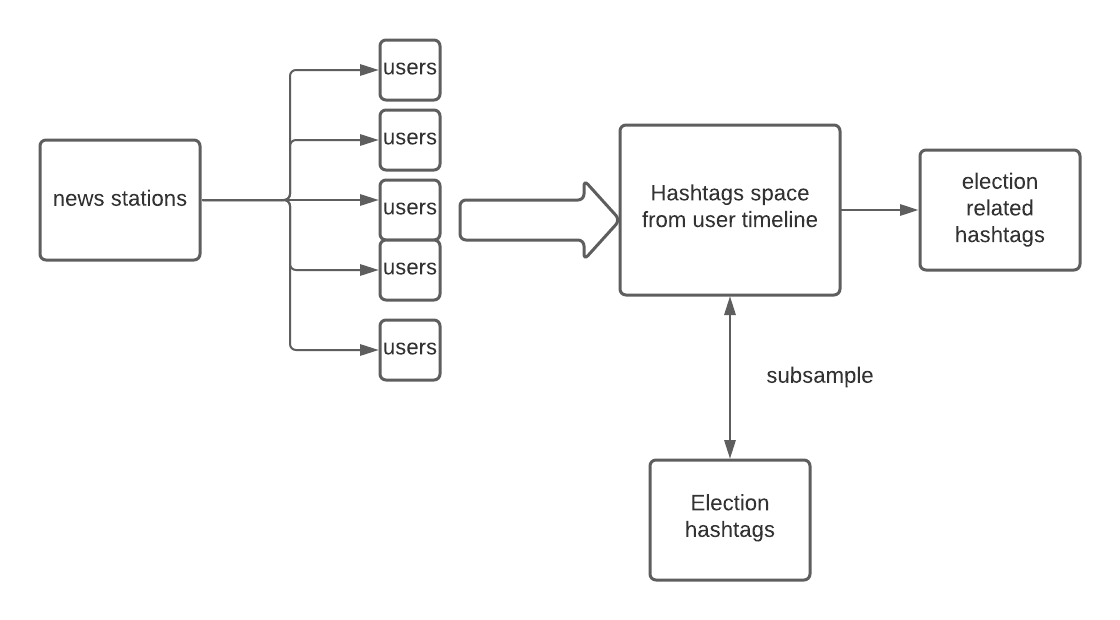 news stations
users
users
users
users
users
Hashtags space
from user timeline
election
related
hashtags
subsample
Election
hashtags